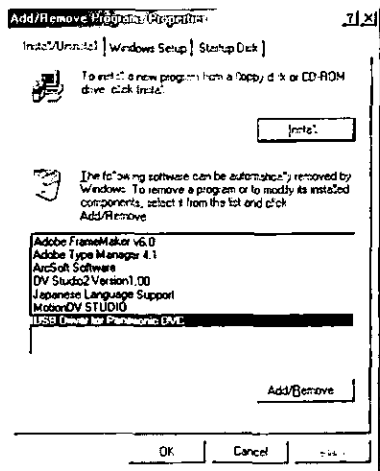 Add/Remove Programs Properties
Install/Uninstall
Windows Setup
Startup Disk
To install a new program from a floppy disk or CD-ROM
drive, click Install.
Install.
The following software can be automatically removed by
Windows. To remove a program or to modify its installed
components, select it from the list and click
Add/Remove
Adobe FrameMaker v6.0
Adobe Type Manager 4.1
ArcSoft Software
DV Studio2 Version1.00
Japanese Language Support
MotionDV STUDIO
USB Driver for Panasonic DVC
Add/Remove
OK
Cancel